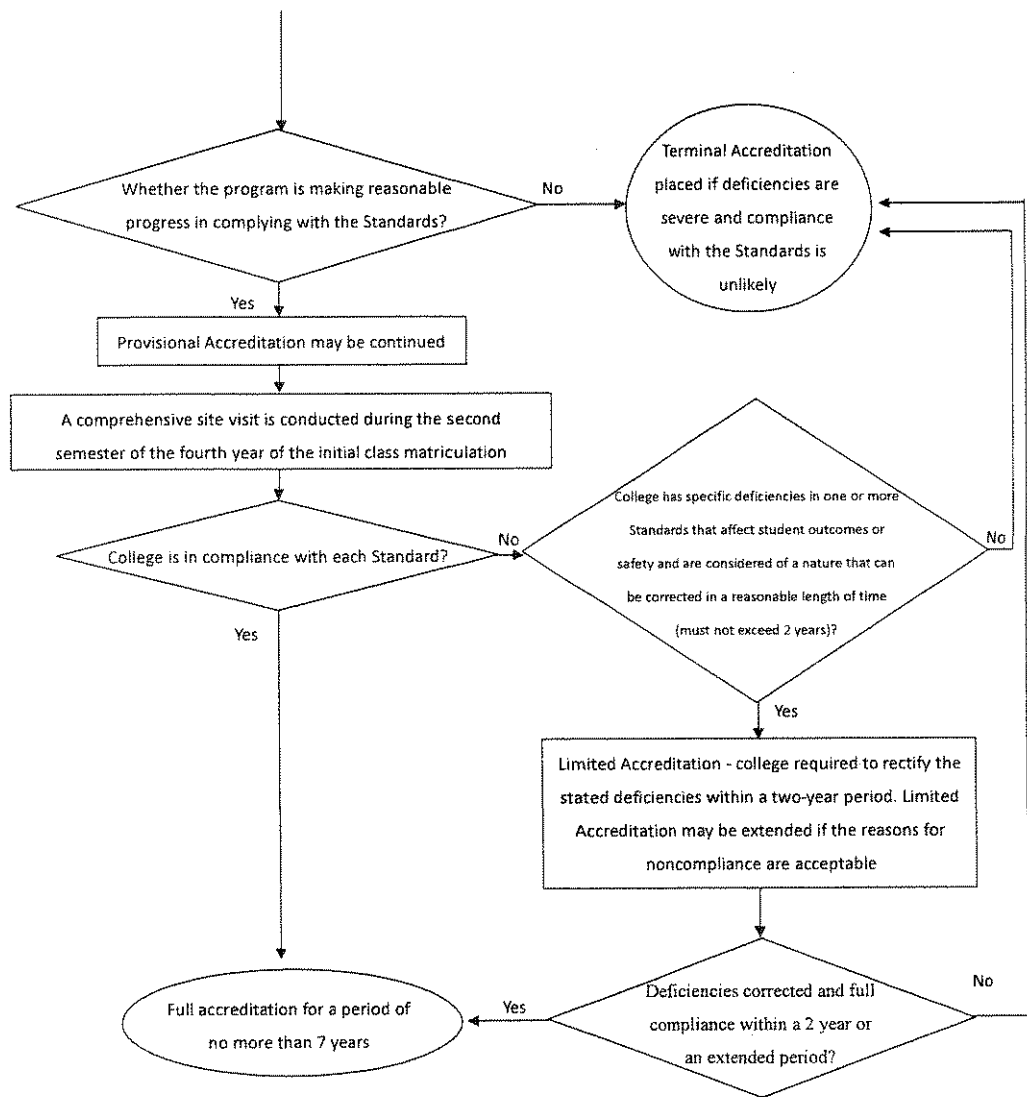 Whether the program is making reasonable
progress in complying with the Standards?
No
Terminal Accreditation
placed if deficiencies are
severe and compliance
with the Standards is
unlikely
Yes
Provisional Accreditation may be continued
A comprehensive site visit is conducted during the second
semester of the fourth year of the initial class matriculation
College is in compliance with each Standard?
No
College has specific deficiencies in one or more
Standards that affect student outcomes or
safety and are considered of a nature that can
be corrected in a reasonable length of time
(must not exceed 2 years)?
No
Yes
Yes
Limited Accreditation - college required to rectify the
stated deficiencies within a two-year period. Limited
Accreditation may be extended if the reasons for
noncompliance are acceptable
Deficiencies corrected and full
compliance within a 2 year or
an extended period?
No
Yes
Full accreditation for a period of
no more than 7 years